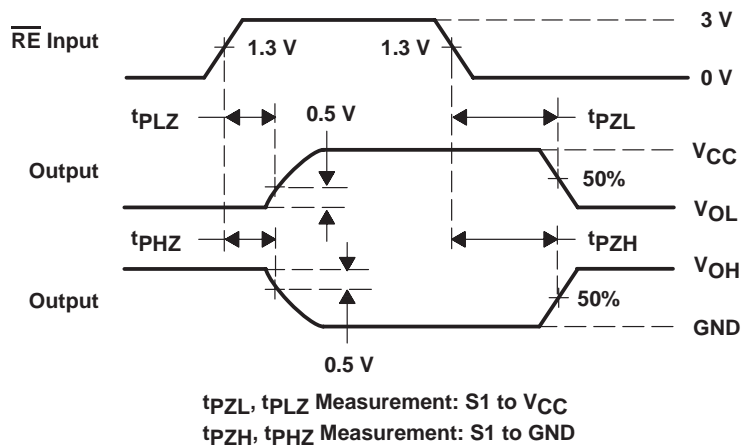 3 V
RE Input
1.3 V 1.3 V
0 V
tPLZ 0.5 V tPZL
VCC
Output
50%
VOL
tPHZ tPZH
VOH
Output
50%
GND
0.5 V
tPZL, tPLZ Measurement: S1 to VCC
tPZH, tPHZ Measurement: S1 to GND